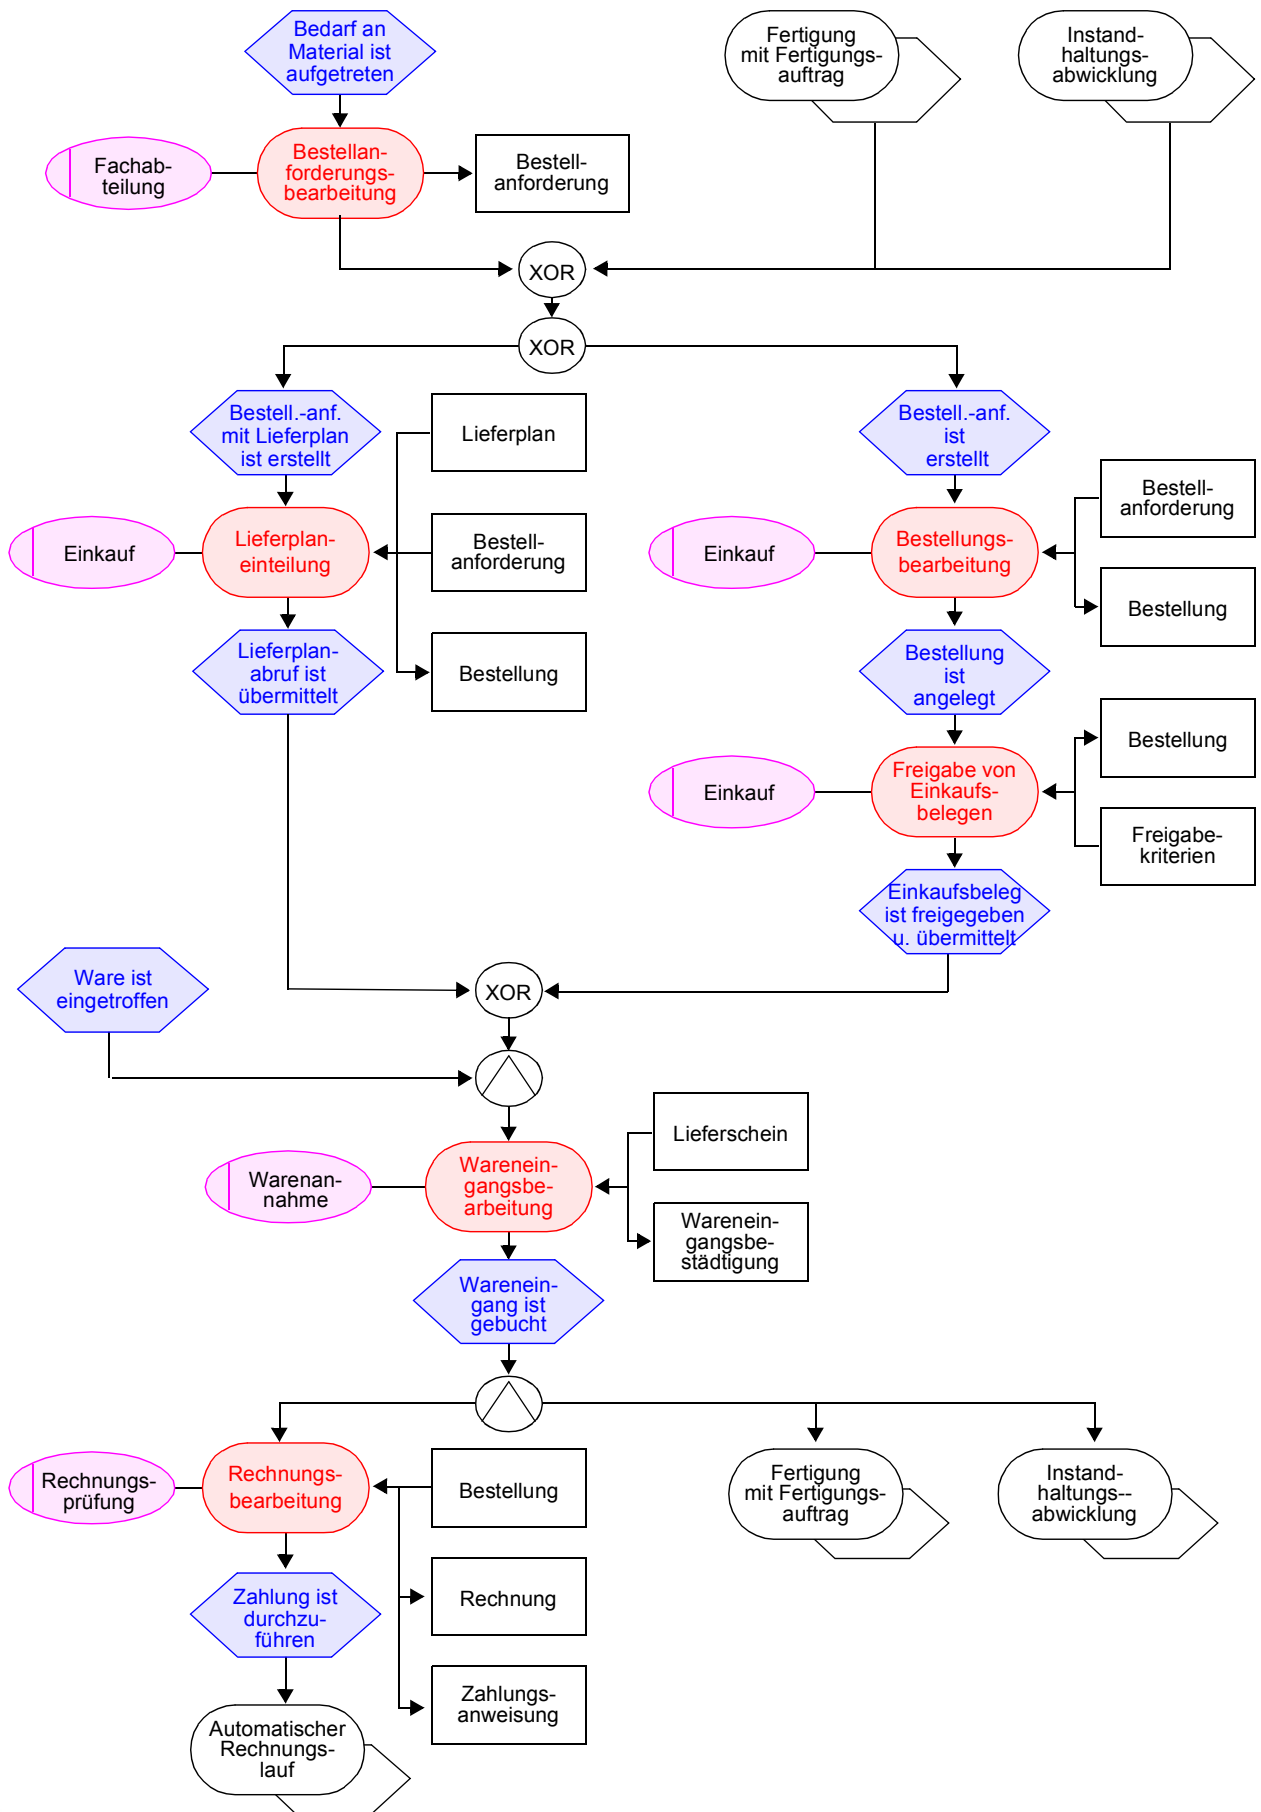 Bedarf an
Material ist
aufgetreten
Fertigung
mit Fertigungs-
auftrag
Instand-
haltungs-
abwicklung
Fachab-
teilung
Bestellan-
forderungs-
bearbeitung
Bestell-
anforderung
XOR
XOR
Bestell.-anf.
mit Lieferplan
ist erstellt
Lieferplan
Bestell.-anf.
ist
erstellt
Bestell-
anforderung
Einkauf
Lieferplan-
einteilung
Bestell-
anforderung
Einkauf
Bestellungs-
bearbeitung
Bestellung
Lieferplan-
abruf ist
übermittelt
Bestellung
Bestellung
ist
angelegt
Bestellung
Einkauf
Freigabe von
Einkaufs-
belegen
Freigabe-
kriterien
Einkaufsbeleg
ist freigegeben
u. übermittelt
Ware ist
eingetroffen
XOR
Lieferschein
Warenan-
nahme
Warenein-
gangsbe-
arbeitung
Warenein-
gangsbe-
städtigung
Warenein-
gang ist
gebucht
Rechnungs-
prüfung
Rechnungs-
bearbeitung
Bestellung
Fertigung
mit Fertigungs-
auftrag
Instand-
haltungs--
abwicklung
Zahlung ist
durchzu-
führen
Rechnung
Zahlungs-
anweisung
Automatischer
Rechnungs-
lauf